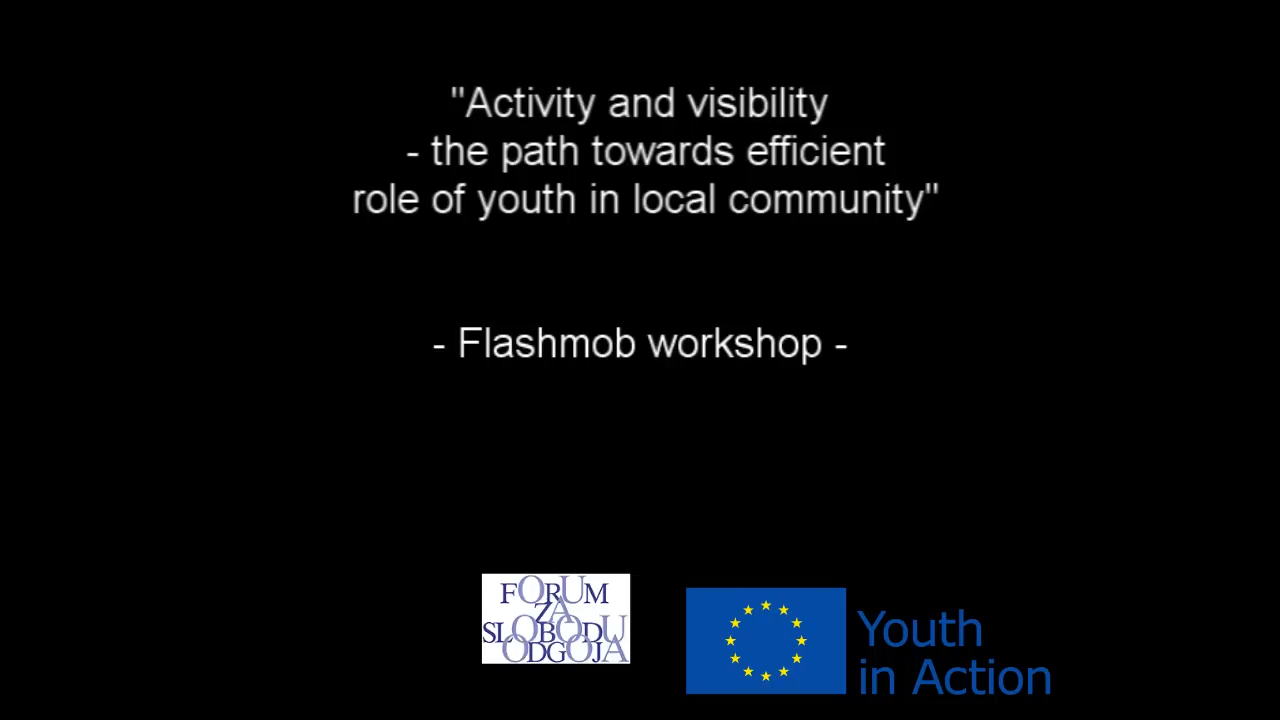 "Activity and visibility
- the path towards efficient
role of youth in local community"
- Flashmob workshop -
FORUM
ZA
SLOBODU
ODGOJA
Youth
in Action